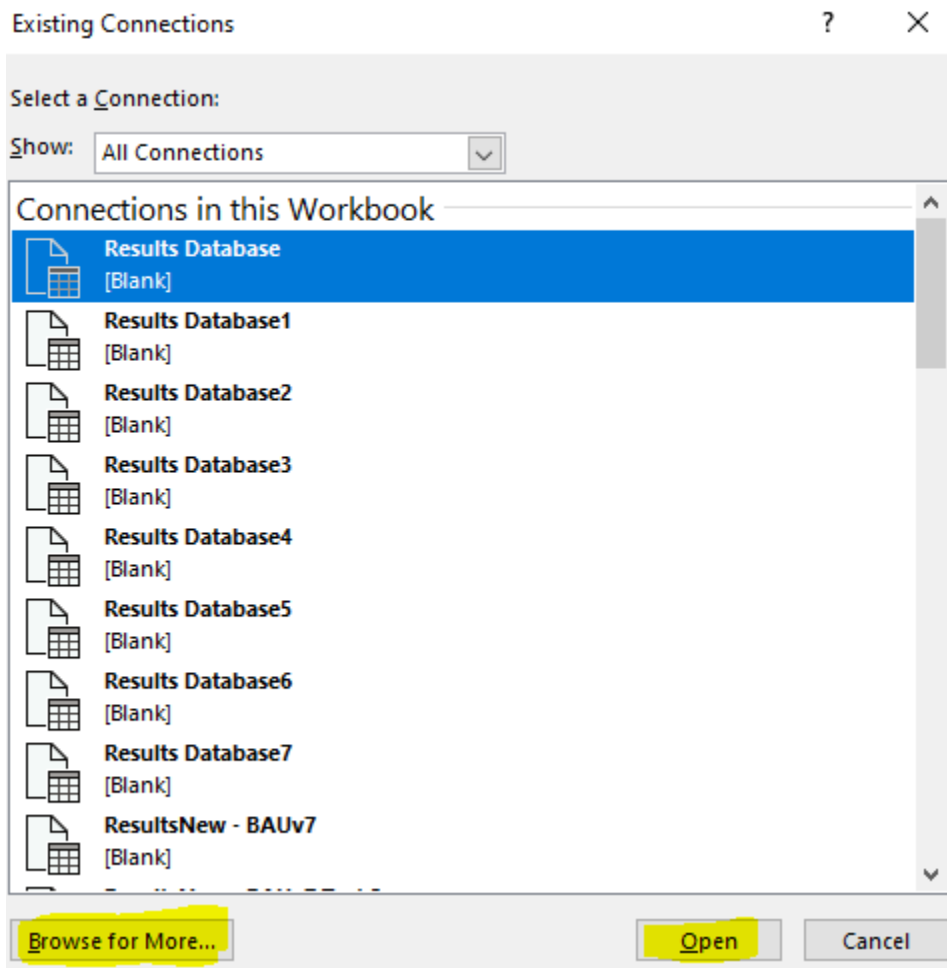 Existing Connections ?
Select a Connection:
Show: All Connections
Connections in this Workbook
Results Database
[Blank]
Results Database1
[Blank]
Results Database2
[Blank]
Results Database3
[Blank]
Results Database4
[Blank]
Results Database5
[Blank]
Results Database6
[Blank]
Results Database7
[Blank]
ResultsNew - BAUv7
[Blank]
Browse for More... Open Cancel